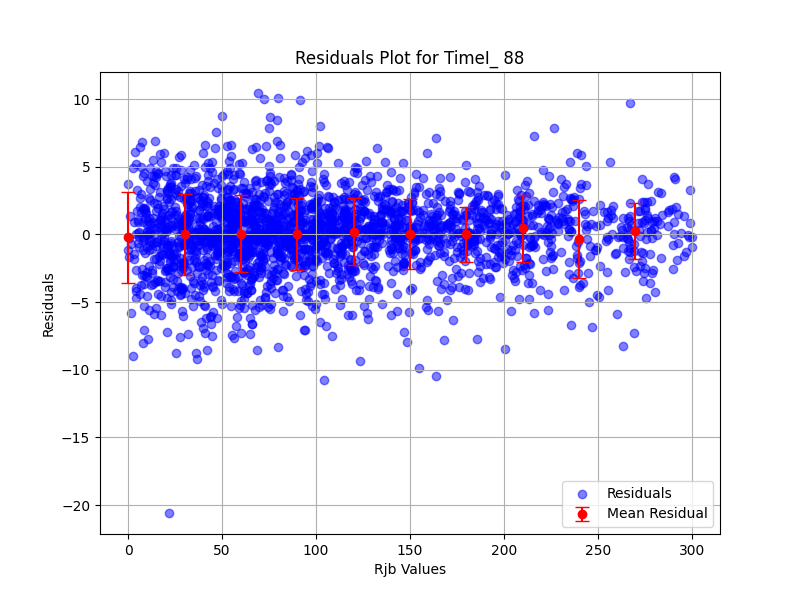 Residuals Plot for TimeI_ 88
Residuals
10
5
0
−5
−10
−15
−20
0 50 100 150 200 250 300
Rjb Values
Residuals
Mean Residual